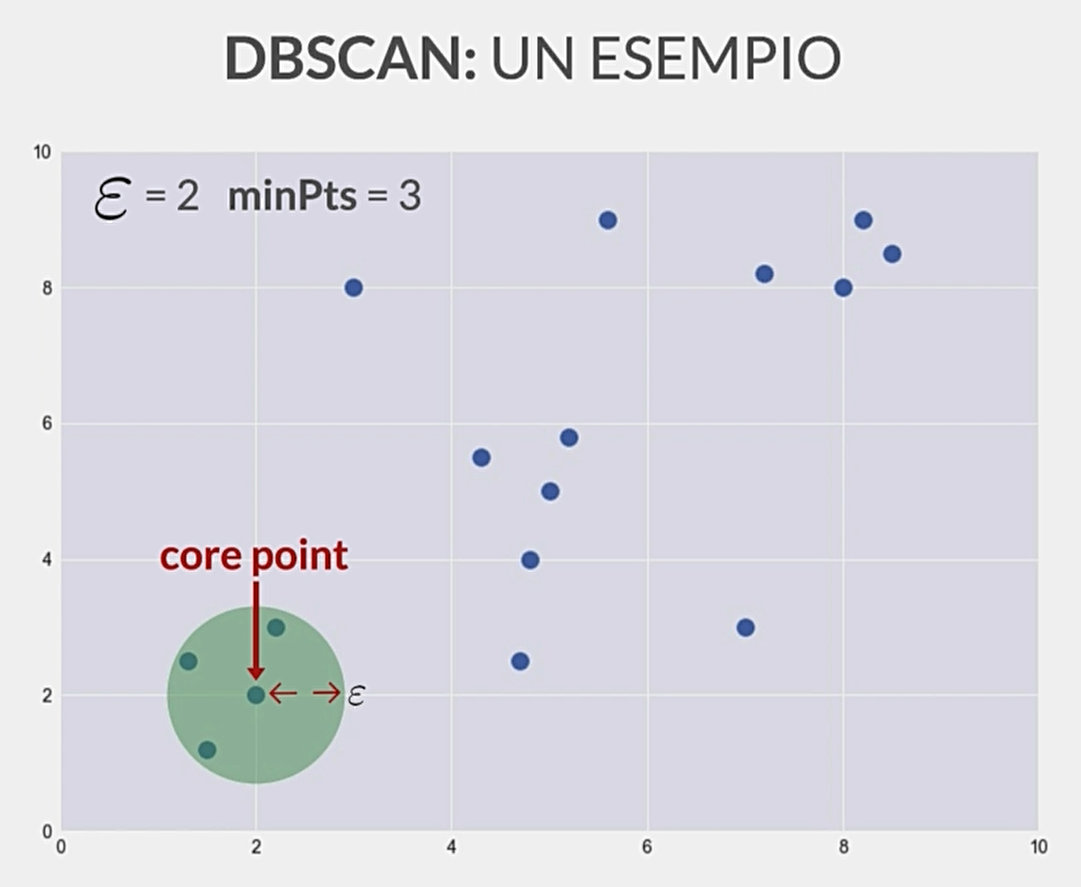 DBSCAN: UN ESEMPIO
10
ε = 2 minPts = 3
8
6
4
core point
2
ε
0
0 2 4 6 8 10